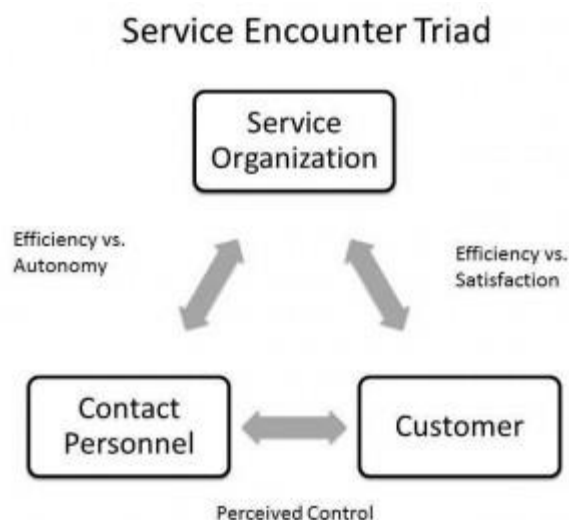 Service Encounter Triad
Service
Organization
Efficiency vs.
Autonomy
Efficiency vs.
Satisfaction
Contact
Personnel
Customer
Perceived Control